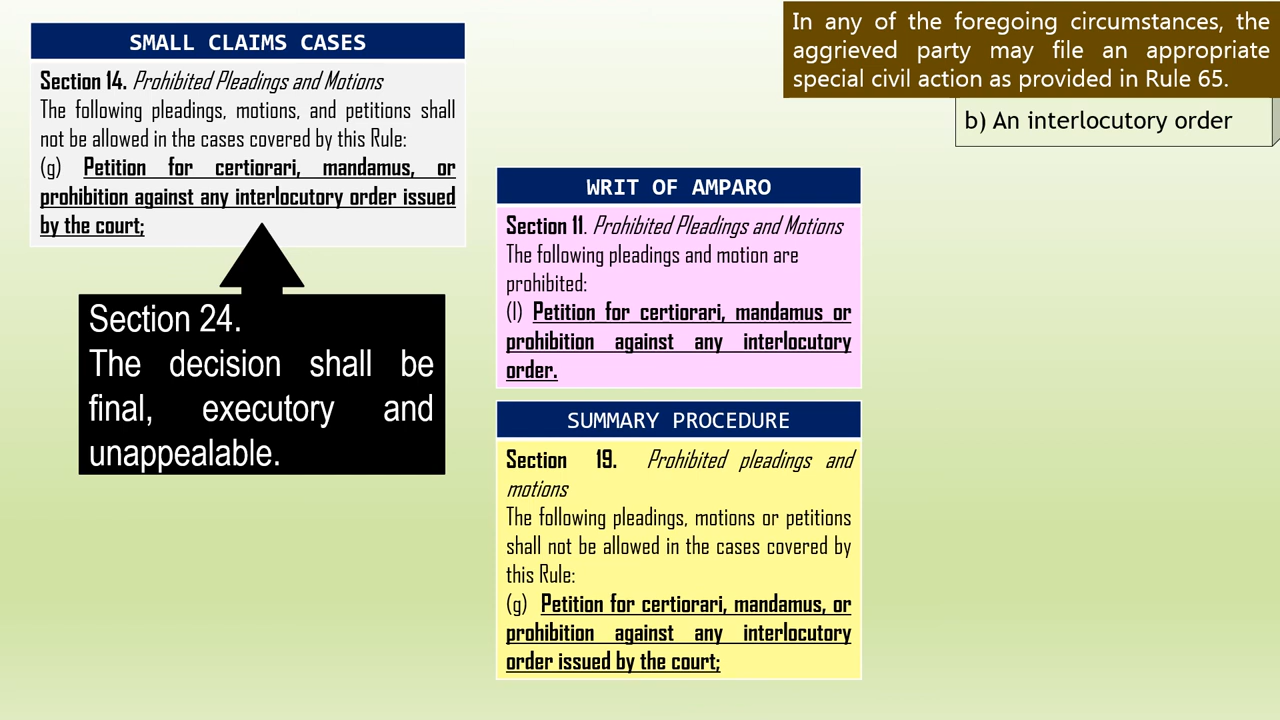 SMALL CLAIMS CASES
Section 14. Prohibited Pleadings and Motions
The following pleadings, motions, and petitions shall
not be allowed in the cases covered by this Rule:
(g) Petition for certiorari, mandamus, or
prohibition against any interlocutory order issued
by the court;
Section 24.
The decision shall be
final, executory and
unappealable.
In any of the foregoing circumstances, the
aggrieved party may file an appropriate
special civil action as provided in Rule 65.
b) An interlocutory order
WRIT OF AMPARO
Section 11. Prohibited Pleadings and Motions
The following pleadings and motion are
prohibited:
(l) Petition for certiorari, mandamus or
prohibition against any interlocutory
order.
SUMMARY PROCEDURE
Section 19. Prohibited pleadings and
motions
The following pleadings, motions or petitions
shall not be allowed in the cases covered by
this Rule:
(g) Petition for certiorari, mandamus, or
prohibition against any interlocutory
order issued by the court;